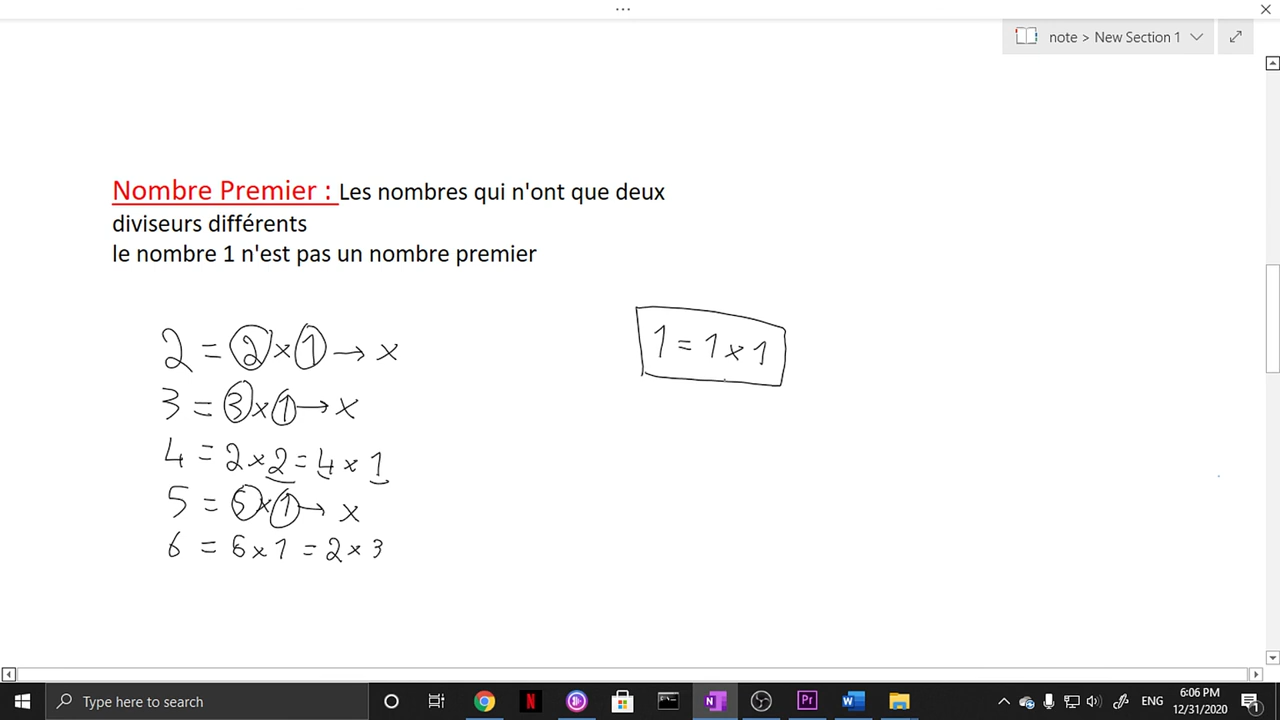 ...
note > New Section 1
Nombre Premier : Les nombres qui n'ont que deux
diviseurs différents
le nombre 1 n'est pas un nombre premier
2 = 2 × 1 → x
1 = 1 × 1
3 = 3 × 1 → x
4 = 2 × 2 = 4 × 1
5 = 5 × 1 → x
6 = 6 × 1 = 2 × 3
Type here to search
N
Pr
W
ENG
6:06 PM
12/31/2020
1